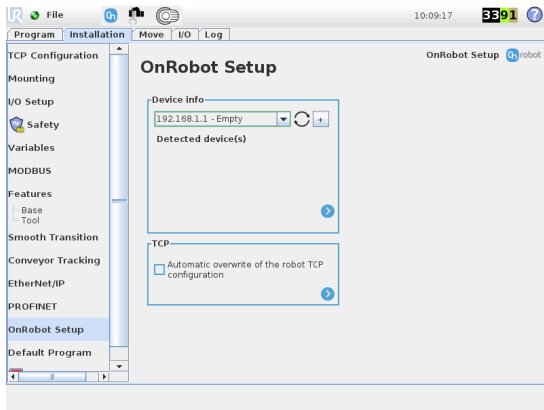 File
10:09:17
3391
?
Program
Installation
Move
I/O
Log
TCP Configuration
Mounting
I/O Setup
Safety
Variables
MODBUS
Features
Base
Tool
Smooth Transition
Conveyor Tracking
EtherNet/IP
PROFINET
OnRobot Setup
Default Program
OnRobot Setup
OnRobot Setup
robot
Device info
192.168.1.1 - Empty
+
Detected device(s)
TCP
Automatic overwrite of the robot TCP
configuration